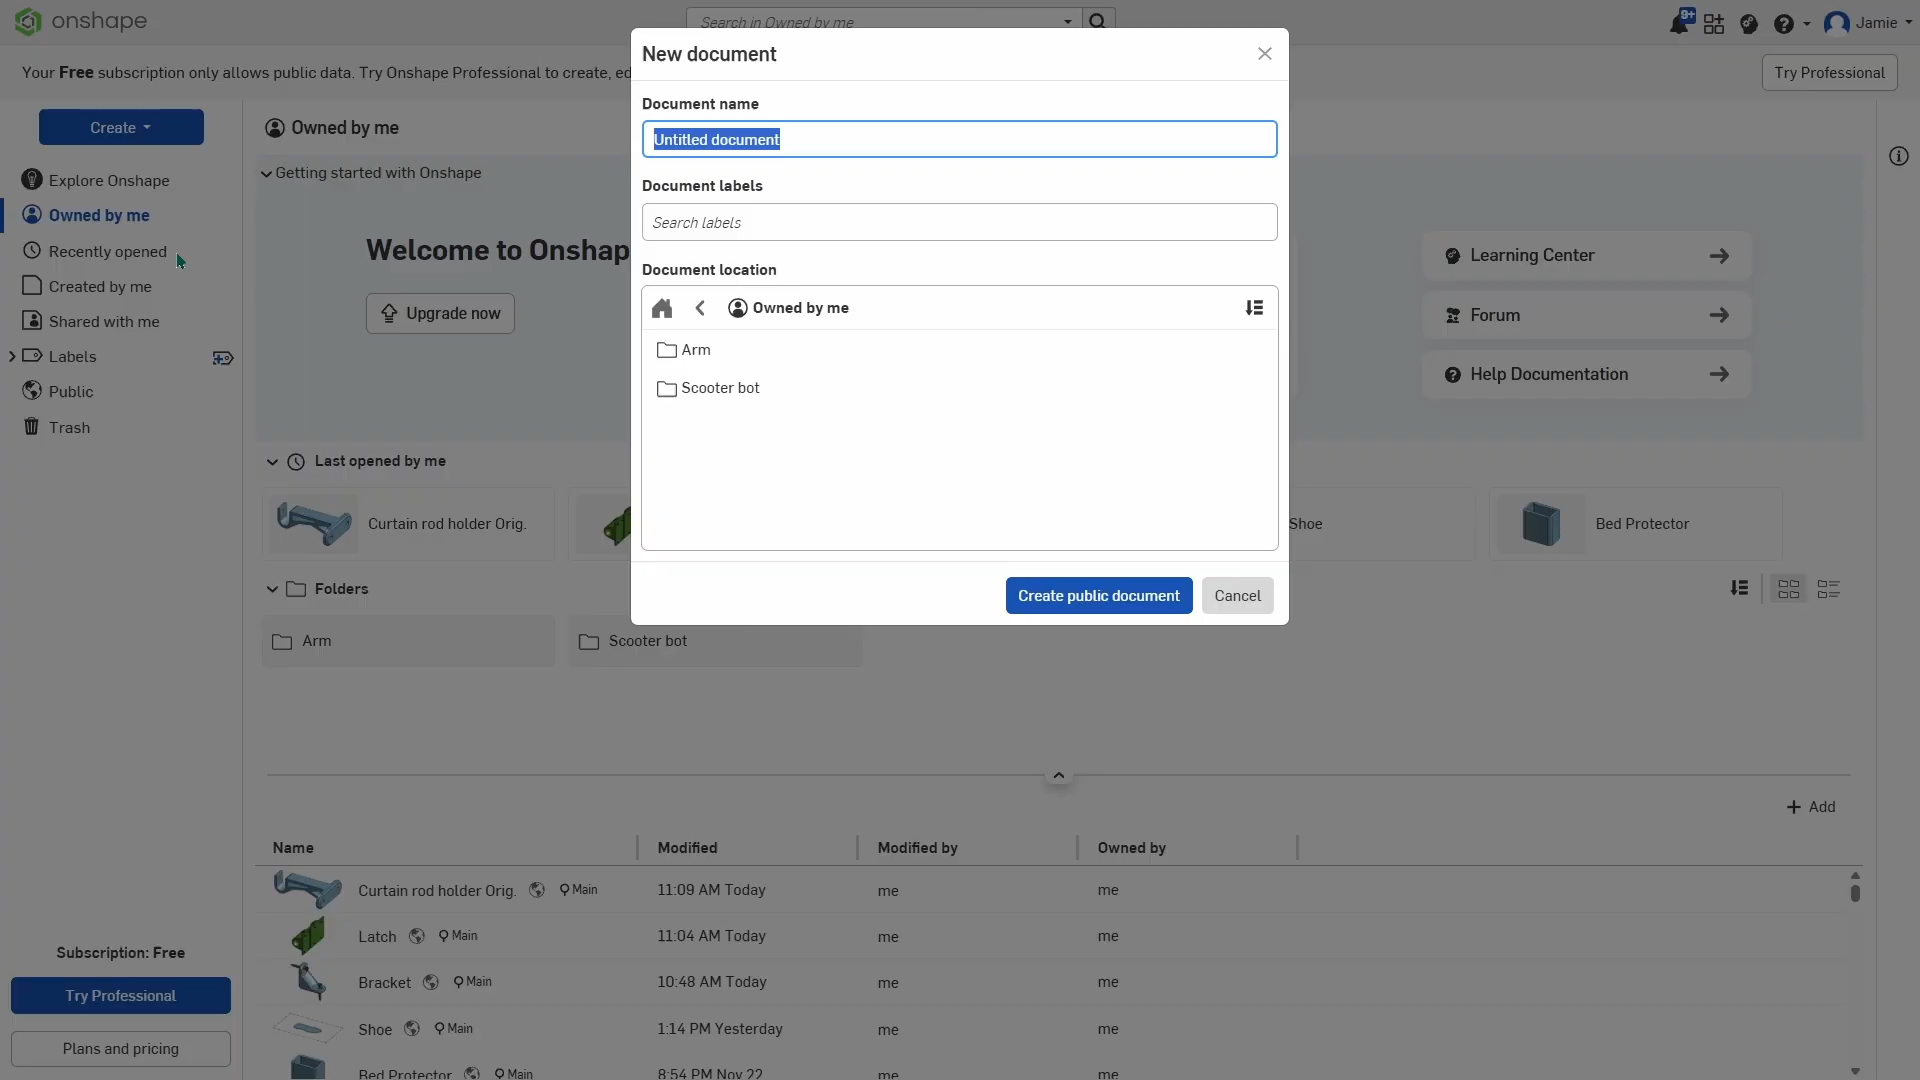 onshape
Search in Owned by me
9+
Jamie
Your Free subscription only allows public data. Try Onshape Professional to create, ed
Try Professional
Create
Owned by me
Explore Onshape
Owned by me
Recently opened
Created by me
Shared with me
Labels
Public
Trash
Getting started with Onshape
Welcome to Onshap
Upgrade now
Learning Center
Forum
Help Documentation
New document
Document name
Untitled document
Document labels
Search labels
Document location
Owned by me
Arm
Scooter bot
Create public document
Cancel
Last opened by me
Curtain rod holder Orig.
Shoe
Bed Protector
Folders
Arm
Scooter bot
Add
Name Modified Modified by Owned by
Curtain rod holder Orig. Main 11:09 AM Today me me
Latch Main 11:04 AM Today me me
Bracket Main 10:48 AM Today me me
Shoe Main 1:14 PM Yesterday me me
Bed Protector Main 8:54 PM Nov 22 me me
Subscription: Free
Try Professional
Plans and pricing